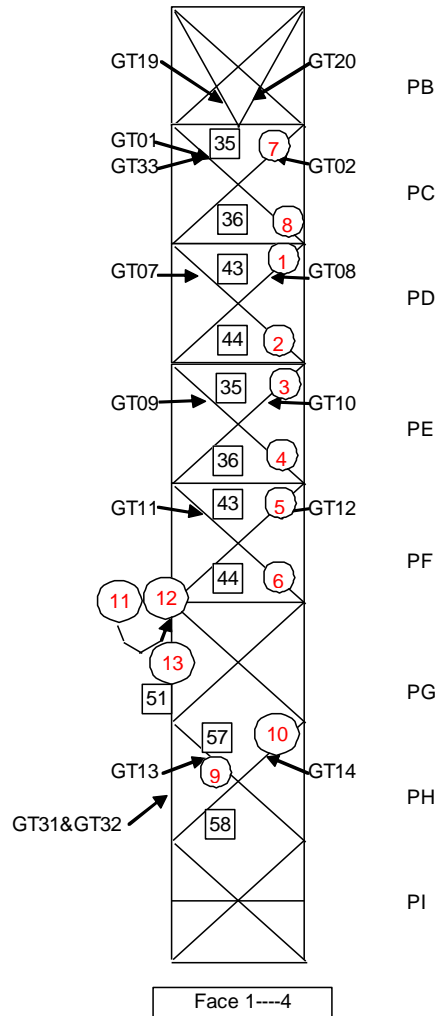 GT19 GT20
PB
GT01 35 7
GT33 GT02
PC
36 8
1
GT07 43 GT08
PD
44 2
35 3
GT09 GT10
PE
36 4
GT11 43 5 GT12
PF
44 6
11 12
13
51 PG
57 10
GT13 9 GT14
GT31&GT32 58 PH
PI
Face 1----4